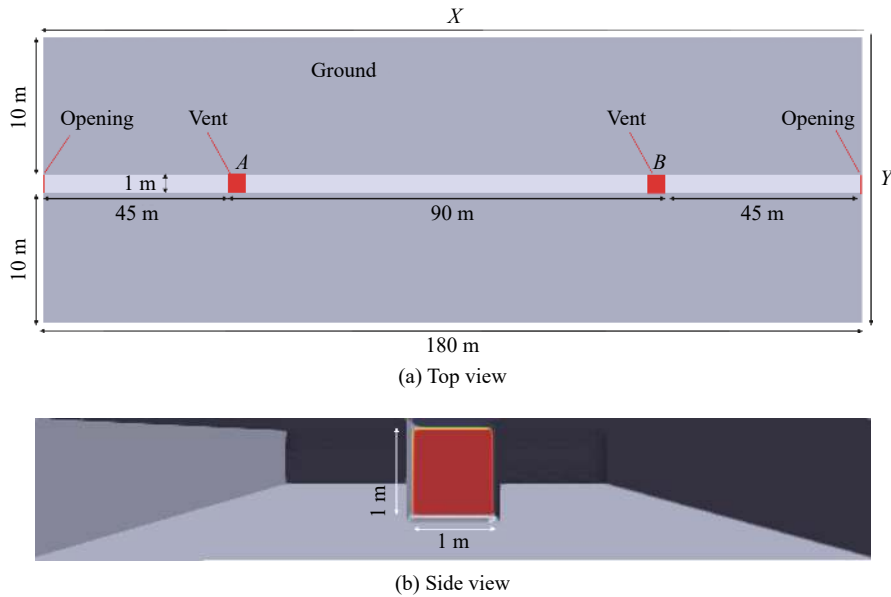 X
10 m
Ground
Opening
Vent
Vent
Opening
A
B
1 m
Y
45 m
90 m
45 m
10 m
180 m
(a) Top view
1 m
1 m
(b) Side view